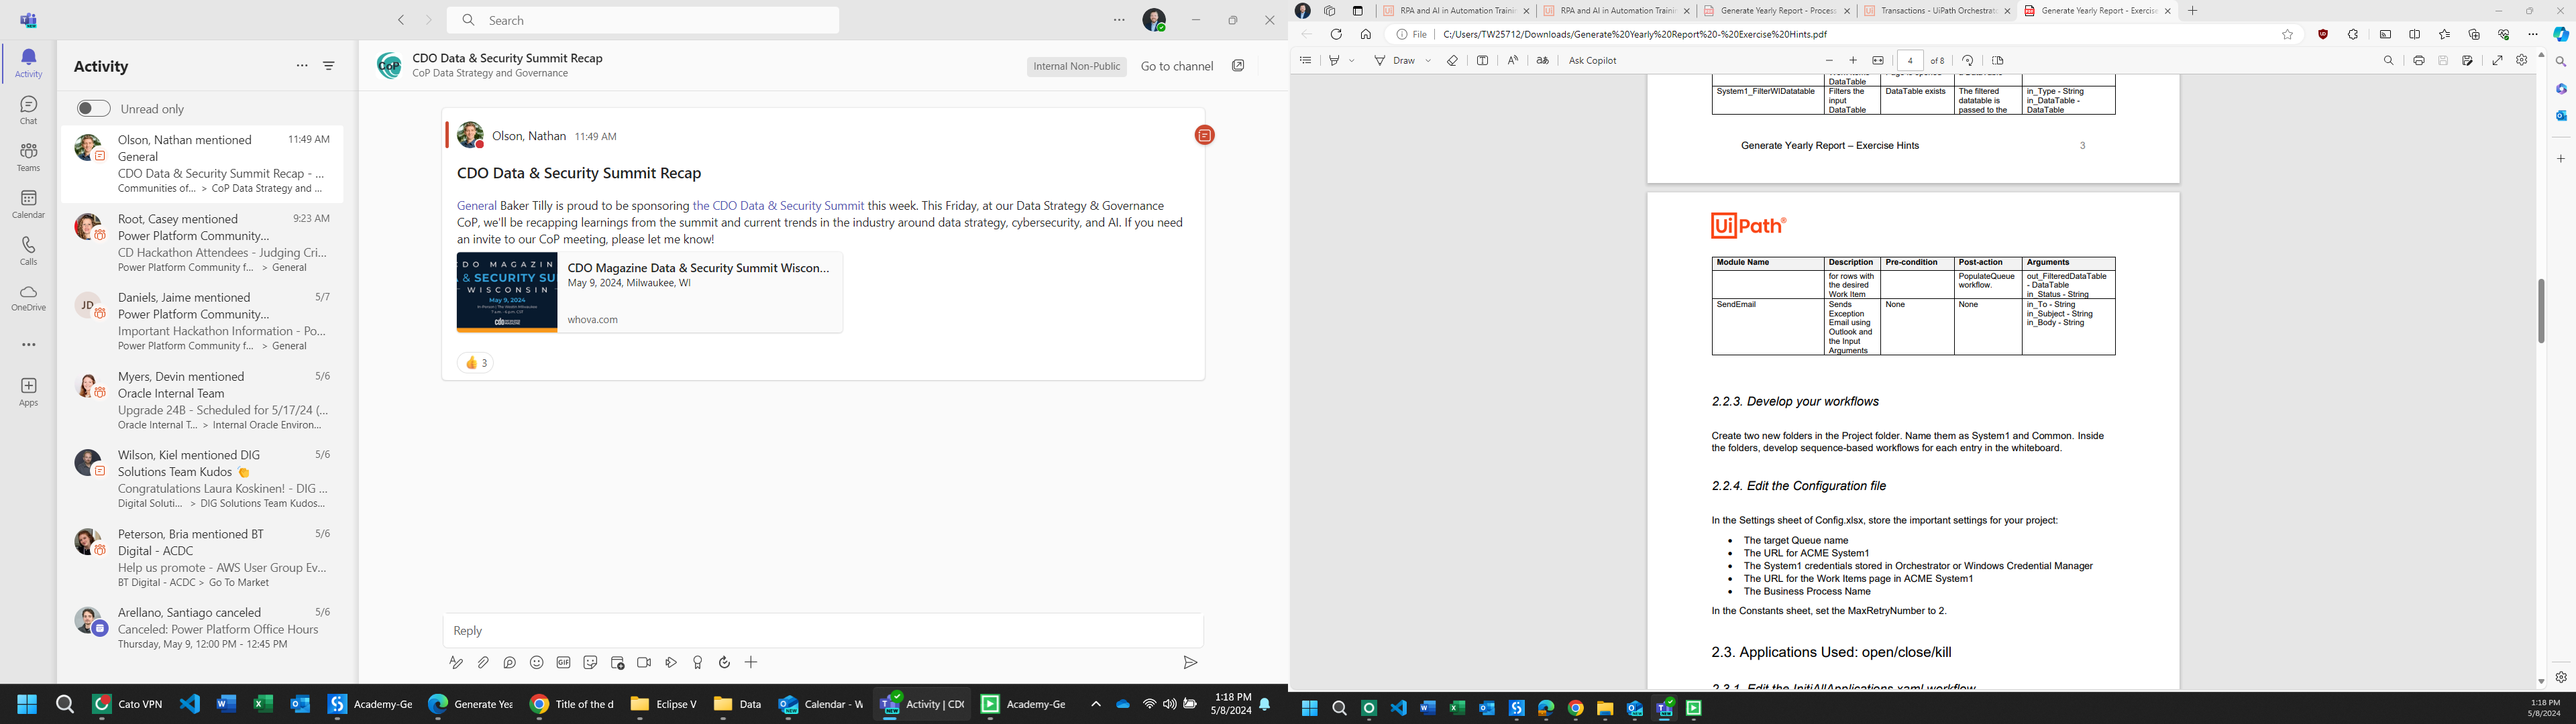 Search
Activity
Unread only
Olson, Nathan mentioned
General
11:49 AM
CDO Data & Security Summit Recap - ...
Communities of... > CoP Data Strategy and ...
Root, Casey mentioned
Power Platform Community...
9:23 AM
CD Hackathon Attendees - Judging Cri...
Power Platform Community f... > General
Daniels, Jaime mentioned
Power Platform Community...
5/7
JD
Important Hackathon Information - Po...
Power Platform Community f... > General
Myers, Devin mentioned
Oracle Internal Team
5/6
Upgrade 24B - Scheduled for 5/17/24 (...
Oracle Internal T... > Internal Oracle Environ...
Wilson, Kiel mentioned DIG
Solutions Team Kudos 👏
5/6
Congratulations Laura Koskinen! - DIG ...
Digital Soluti... > DIG Solutions Team Kudos...
Peterson, Bria mentioned BT
Digital - ACDC
5/6
Help us promote - AWS User Group Ev...
BT Digital - ACDC > Go To Market
Arellano, Santiago canceled
5/6
Canceled: Power Platform Office Hours
Thursday, May 9, 12:00 PM - 12:45 PM
Activity
Chat
Teams
Calendar
Calls
OneDrive
Apps
CoP
CDO Data & Security Summit Recap
CoP Data Strategy and Governance
Internal Non-Public
Go to channel
Olson, Nathan 11:49 AM
CDO Data & Security Summit Recap
General Baker Tilly is proud to be sponsoring the CDO Data & Security Summit this week. This Friday, at our Data Strategy & Governance
CoP, we'll be recapping learnings from the summit and current trends in the industry around data strategy, cybersecurity, and AI. If you need
an invite to our CoP meeting, please let me know!
DO MAGAZIN
& SECURITY SU
WISCONSIN
May 9, 2024
CDO Magazine Data & Security Summit Wiscon...
May 9, 2024, Milwaukee, WI
whova.com
👍 3
Reply
GIF
Cato VPN
Academy-Ge
Generate Yea
Title of the d
Eclipse V
Data
Calendar - W
Activity | CDO
Academy-Ge
1:18 PM
5/8/2024
RPA and AI in Automation Trainin
RPA and AI in Automation Trainin
Generate Yearly Report - Process
Transactions - UiPath Orchestrato
Generate Yearly Report - Exercise
File
C:/Users/TW25712/Downloads/Generate%20Yearly%20Report%20-%20Exercise%20Hints.pdf
Draw
Ask Copilot
4 of 8
DataTable
System1_FilterWIDatatable
Filters the
input
DataTable
DataTable exists
The filtered
datatable is
passed to the
in_Type - String
in_DataTable -
DataTable
Generate Yearly Report – Exercise Hints 3
UiPath®
Module Name Description Pre-condition Post-action Arguments
for rows with
the desired
Work Item
PopulateQueue
workflow.
out_FilteredDataTable
- DataTable
in_Status - String
SendEmail
Sends
Exception
Email using
Outlook and
the Input
Arguments
None
None
in_To - String
in_Subject - String
in_Body - String
2.2.3. Develop your workflows
Create two new folders in the Project folder. Name them as System1 and Common. Inside
the folders, develop sequence-based workflows for each entry in the whiteboard.
2.2.4. Edit the Configuration file
In the Settings sheet of Config.xlsx, store the important settings for your project:
• The target Queue name
• The URL for ACME System1
• The System1 credentials stored in Orchestrator or Windows Credential Manager
• The URL for the Work Items page in ACME System1
• The Business Process Name
In the Constants sheet, set the MaxRetryNumber to 2.
2.3. Applications Used: open/close/kill
2.3.1. Edit the InitiAllApplications.xaml workflow
1:18 PM
5/8/2024